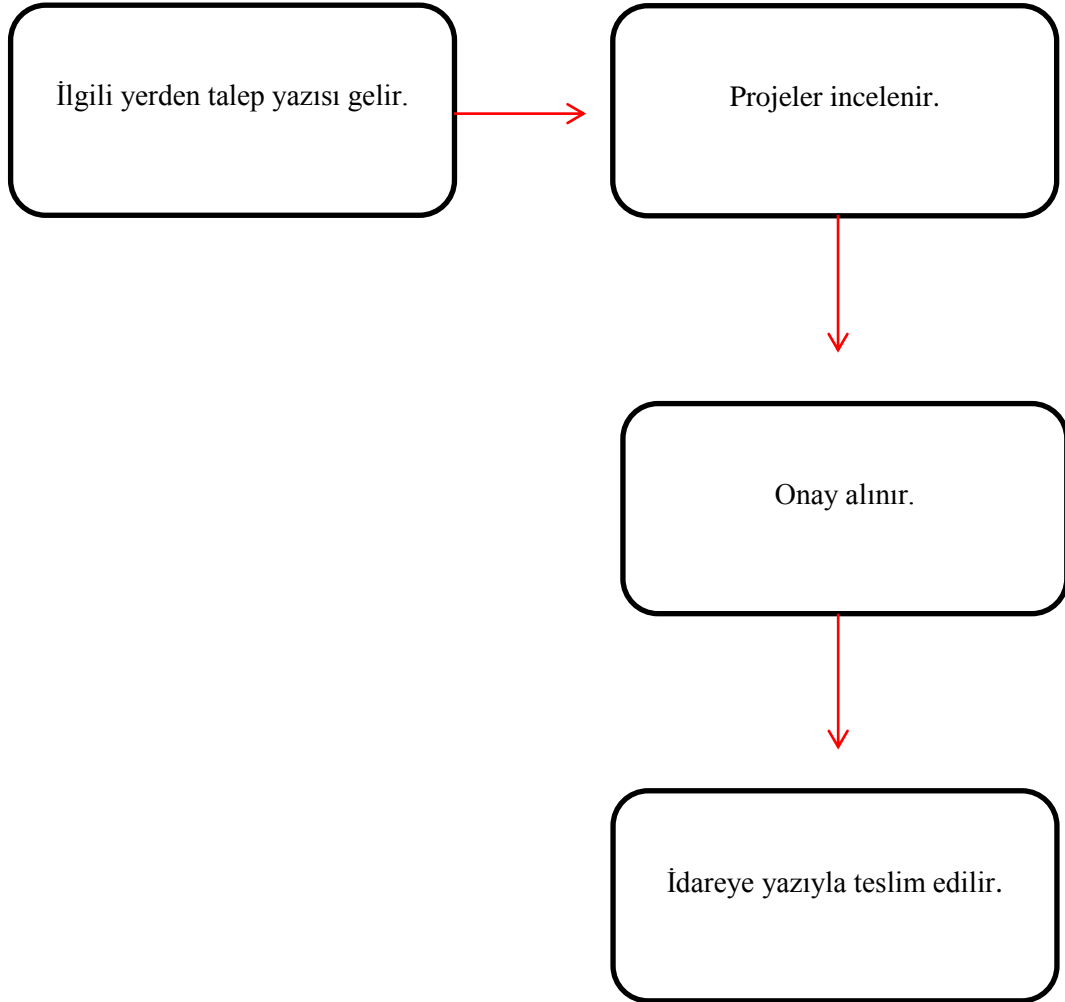 İlgili yerden talep yazısı gelir.
Projeler incelenir.
Onay alınır.
İdareye yazıyla teslim edilir.